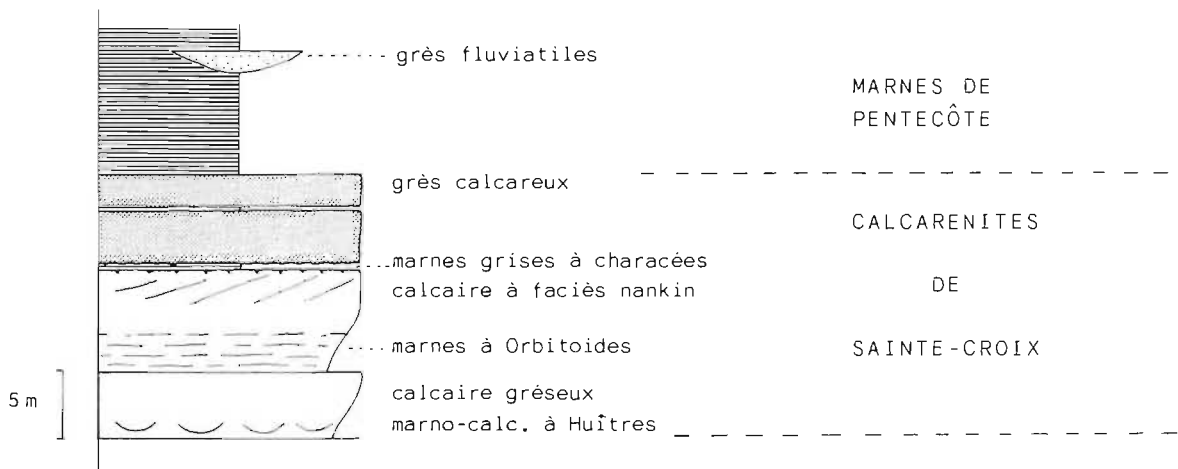 grès fluviatiles
MARNES DE
PENTECÔTE
grès calcareux
CALCARENITES
marnes grises à characées
calcaire à faciès nankin
DE
marnes à Orbitoides
SAINTE-CROIX
5 m
calcaire gréseux
marno-calc. à Huîtres